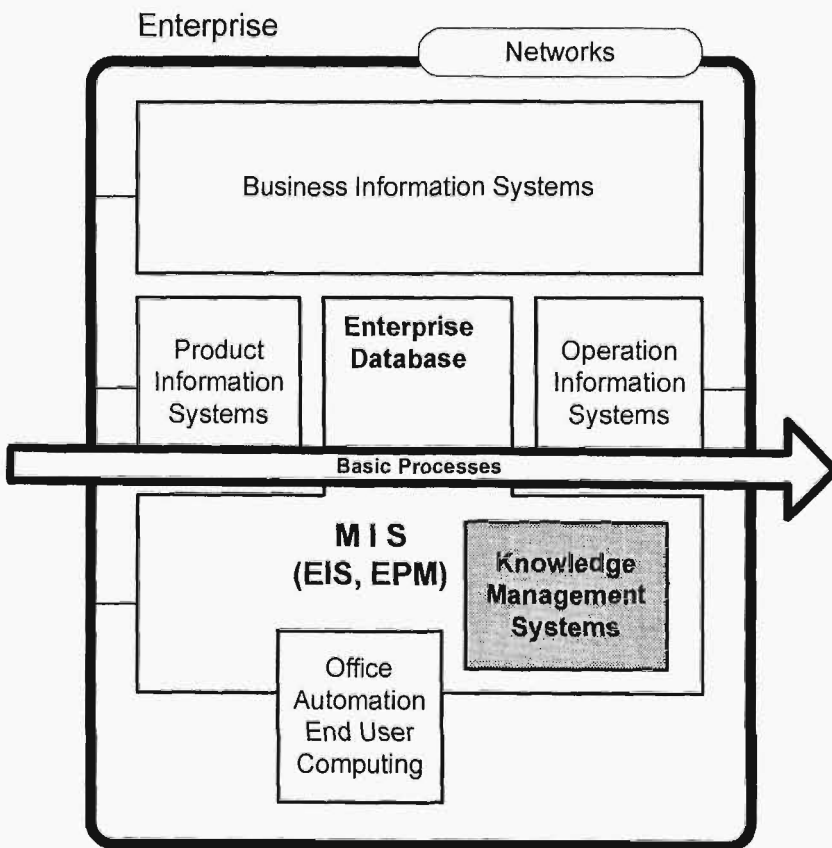 Enterprise
Networks
Business Information Systems
Product
Information
Systems
Enterprise
Database
Operation
Information
Systems
Basic Processes
M I S
(EIS, EPM)
Knowledge
Management
Systems
Office
Automation
End User
Computing